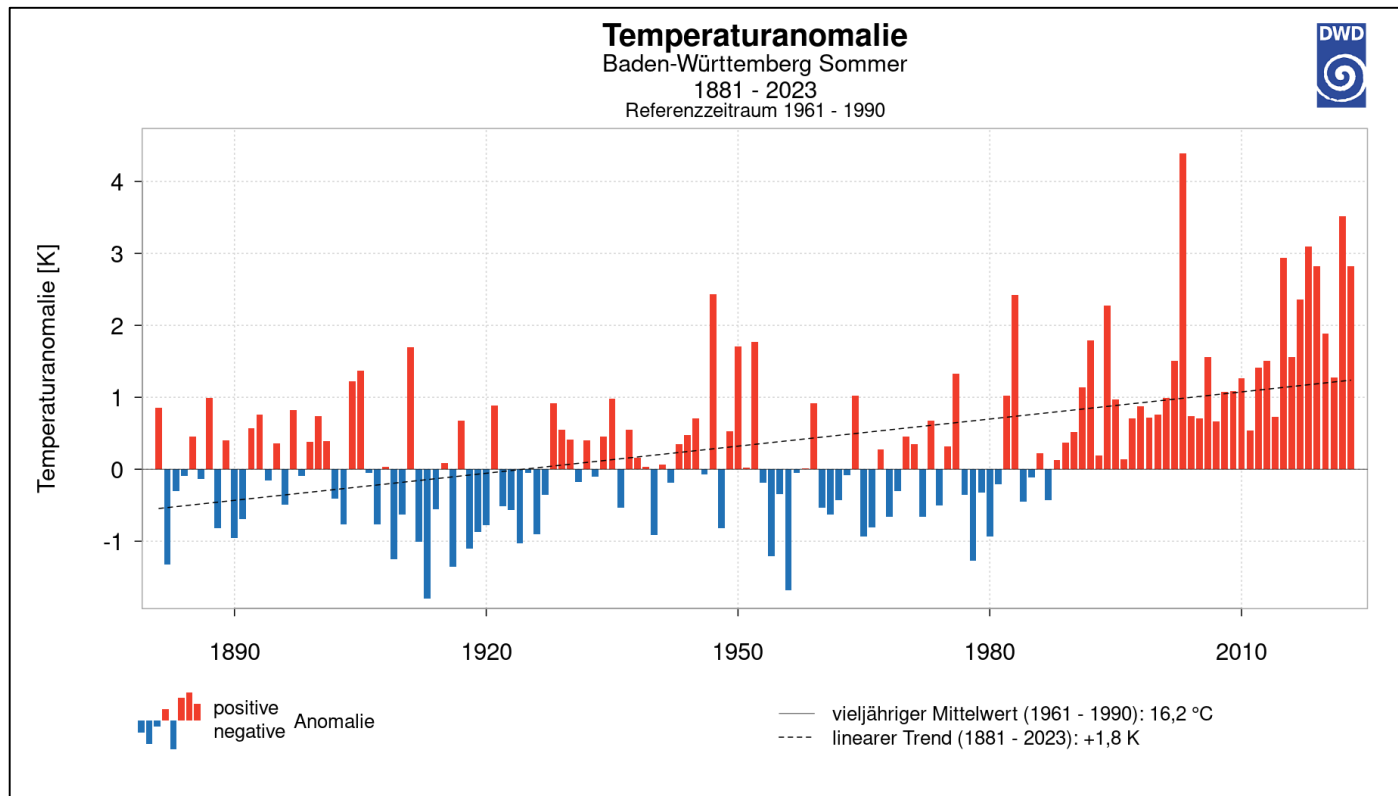 Temperaturanomalie
Baden-Württemberg Sommer
1881 - 2023
Referenzzeitraum 1961 - 1990
DWD
Temperaturanomalie [K]
4
3
2
1
0
-1
1890 1920 1950 1980 2010
positive
negative
Anomalie
vieljähriger Mittelwert (1961 - 1990): 16,2 °C
linearer Trend (1881 - 2023): +1,8 K